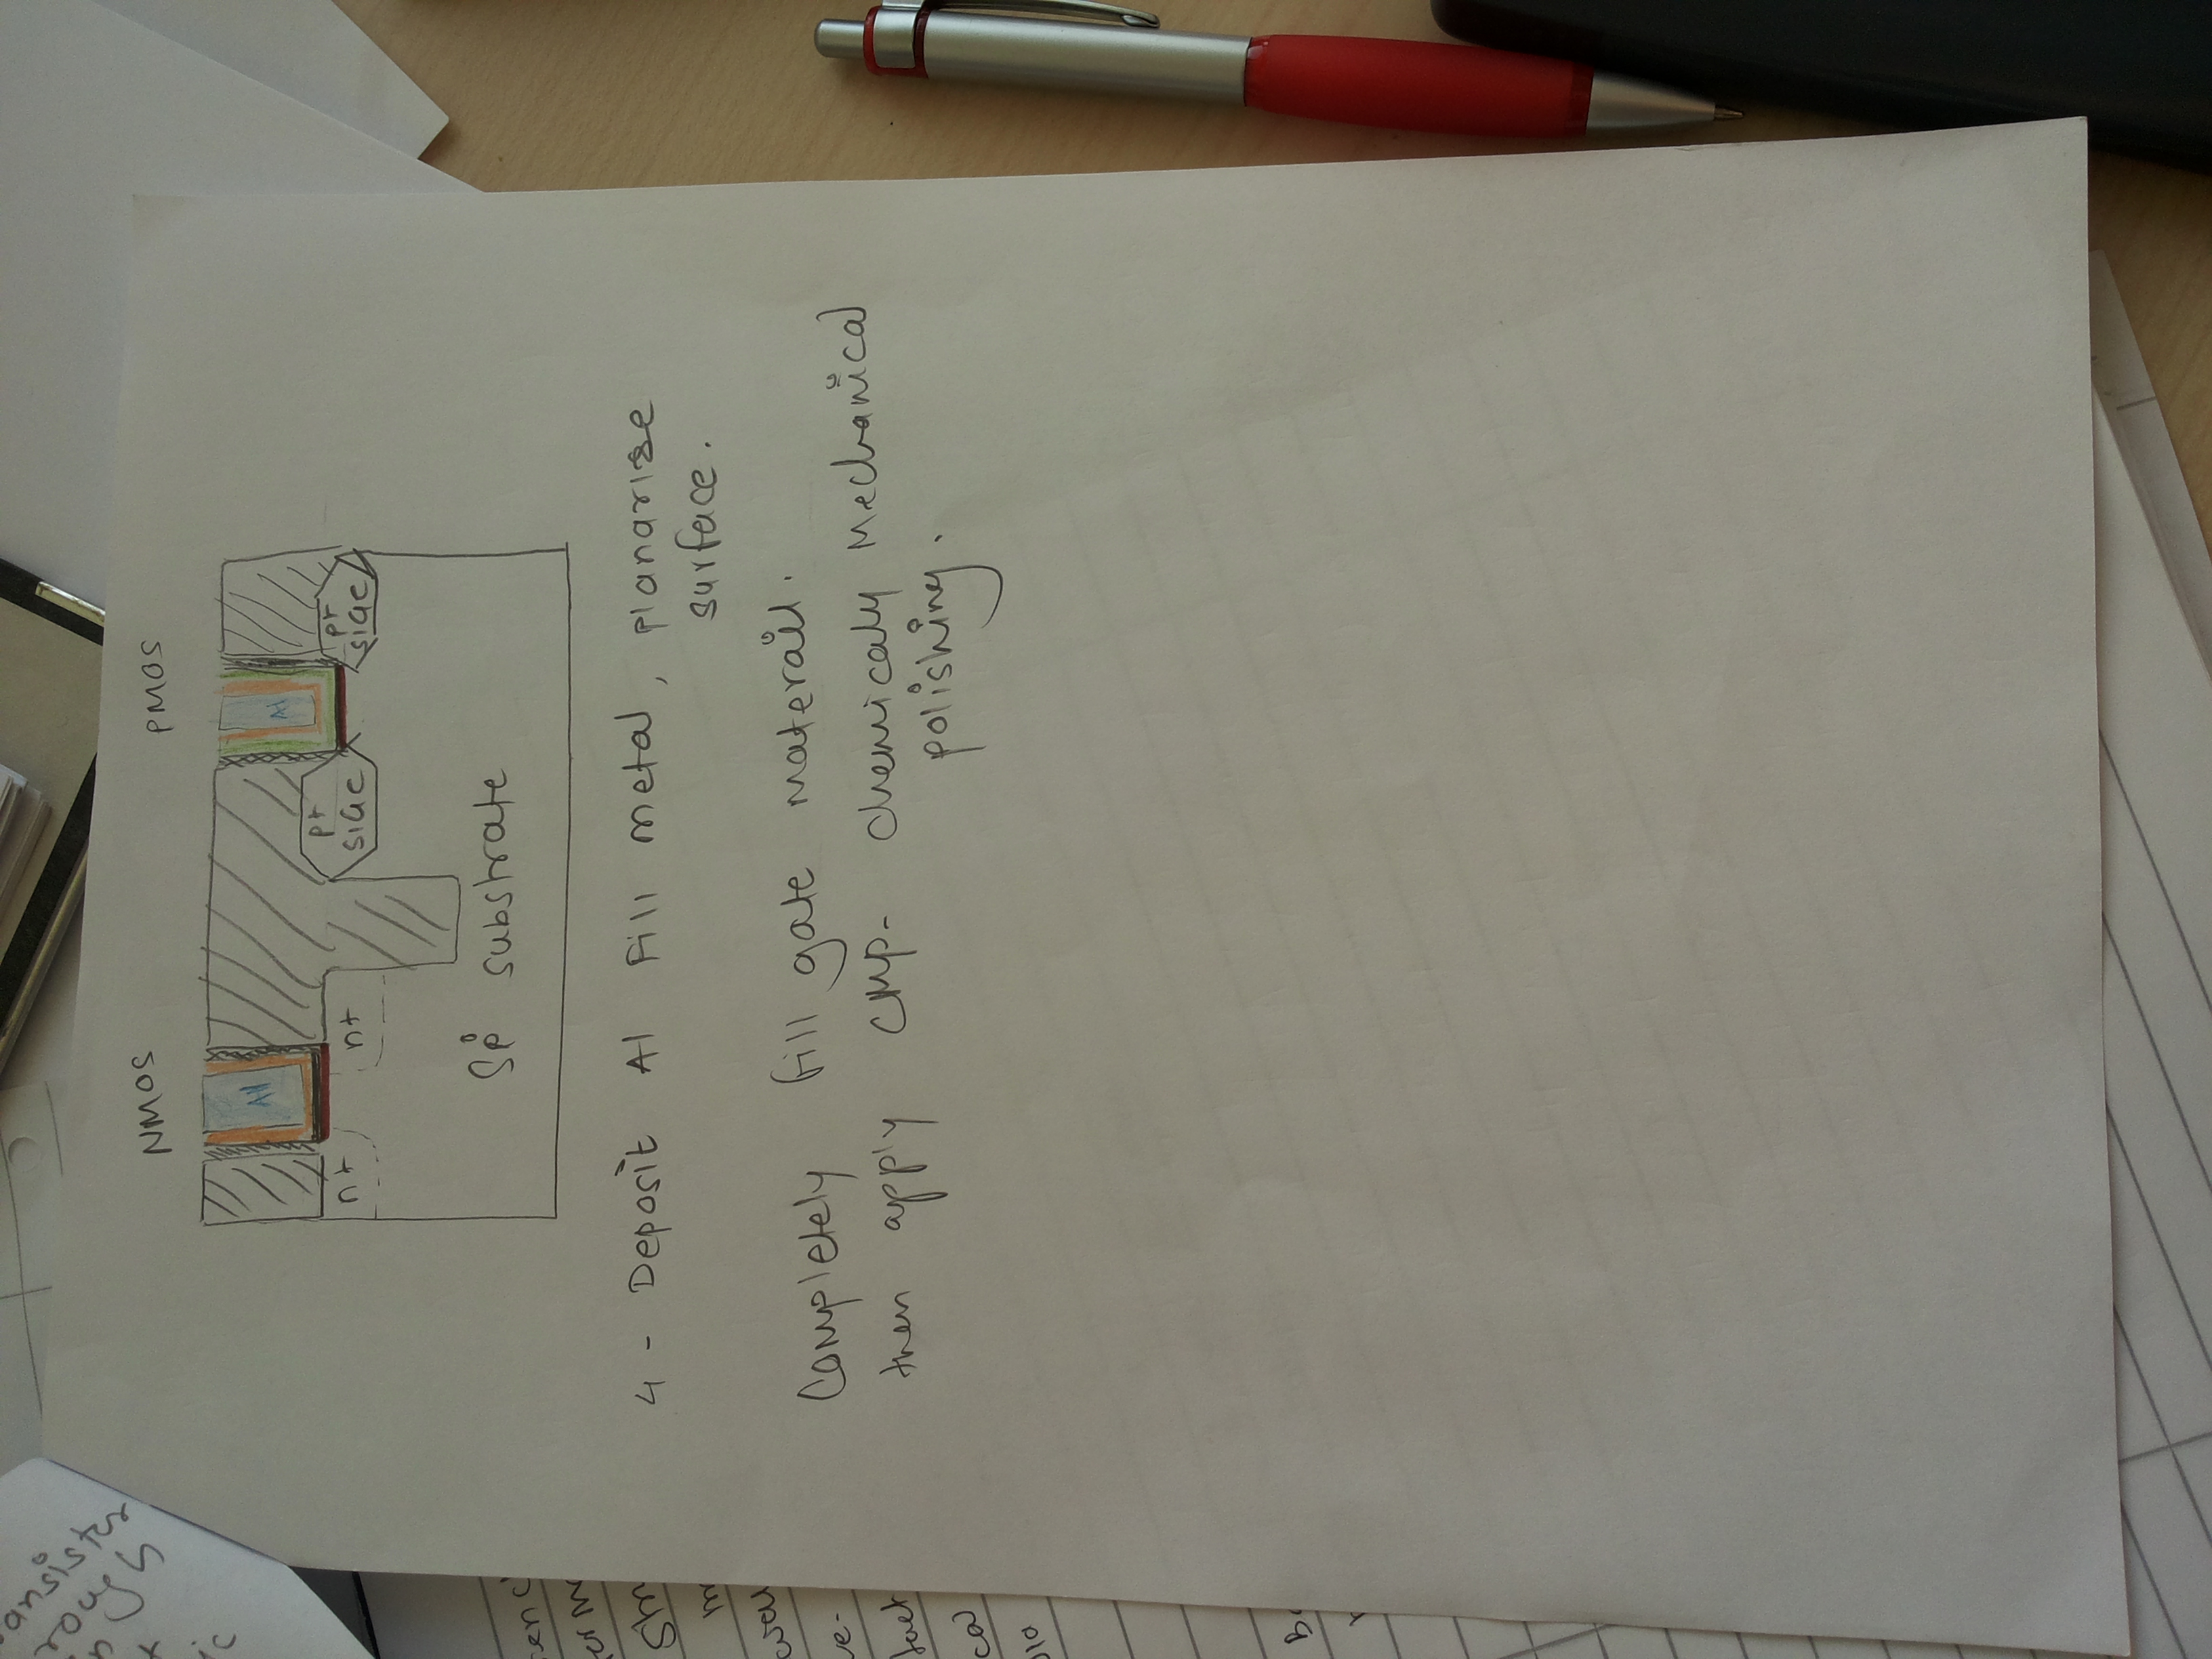 ansister
NMOS
PMOS
Al
Al
n+
n+
p+
SiGe
p+
SiGe
Si substrate
4 - Deposit Al Fill metal, planarise
surface.
Completely fill gate materail.
then apply CMP- chemicaly Mechanical
polishing.